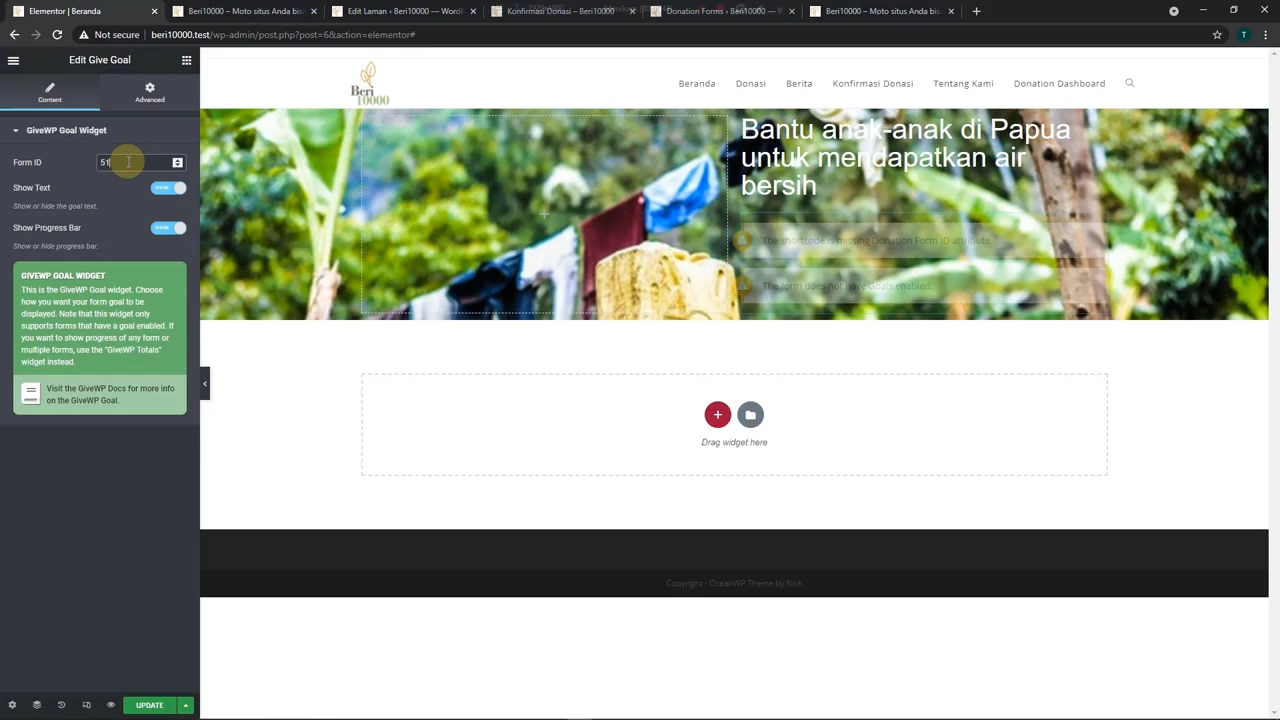 Elementor – Moto situs Anda bis
Beri10000 – Moto situs Anda bis
Beri10000 — Word
Konfirmasi Donasi – Beri10000
Donation Forms ‹ Beri10000 — W
Beri10000 – Moto situs Anda bis
Not secure | beri10000.test/wp-admin/post.php?post=6&action=elementor#
T
Edit Give Goal
Beri
10000
Beranda
Donasi
Berita
Konfirmasi Donasi
Tentang Kami
Donation Dashboard
Content
Advanced
GiveWP Goal Widget
Form ID
51
Show Text
SHOW
Show or hide the goal text.
Show Progress Bar
SHOW
Show or hide progress bar.
GIVEWP GOAL WIDGET
This is the GiveWP Goal widget. Choose
how you want your form goal to be
displayed. Note that this widget only
supports forms that have a goal enabled. If
you want to show progress of any form or
multiple forms, use the "GiveWP Totals"
widget instead.
Visit the GiveWP Docs for more info
on the GiveWP Goal.
Bantu anak-anak di Papua
untuk mendapatkan air
bersih
The shortcode is missing Donation Form ID attribute.
The form does not have Goals enabled.
Drag widget here
Copyright - OceanWP Theme by Nick
UPDATE